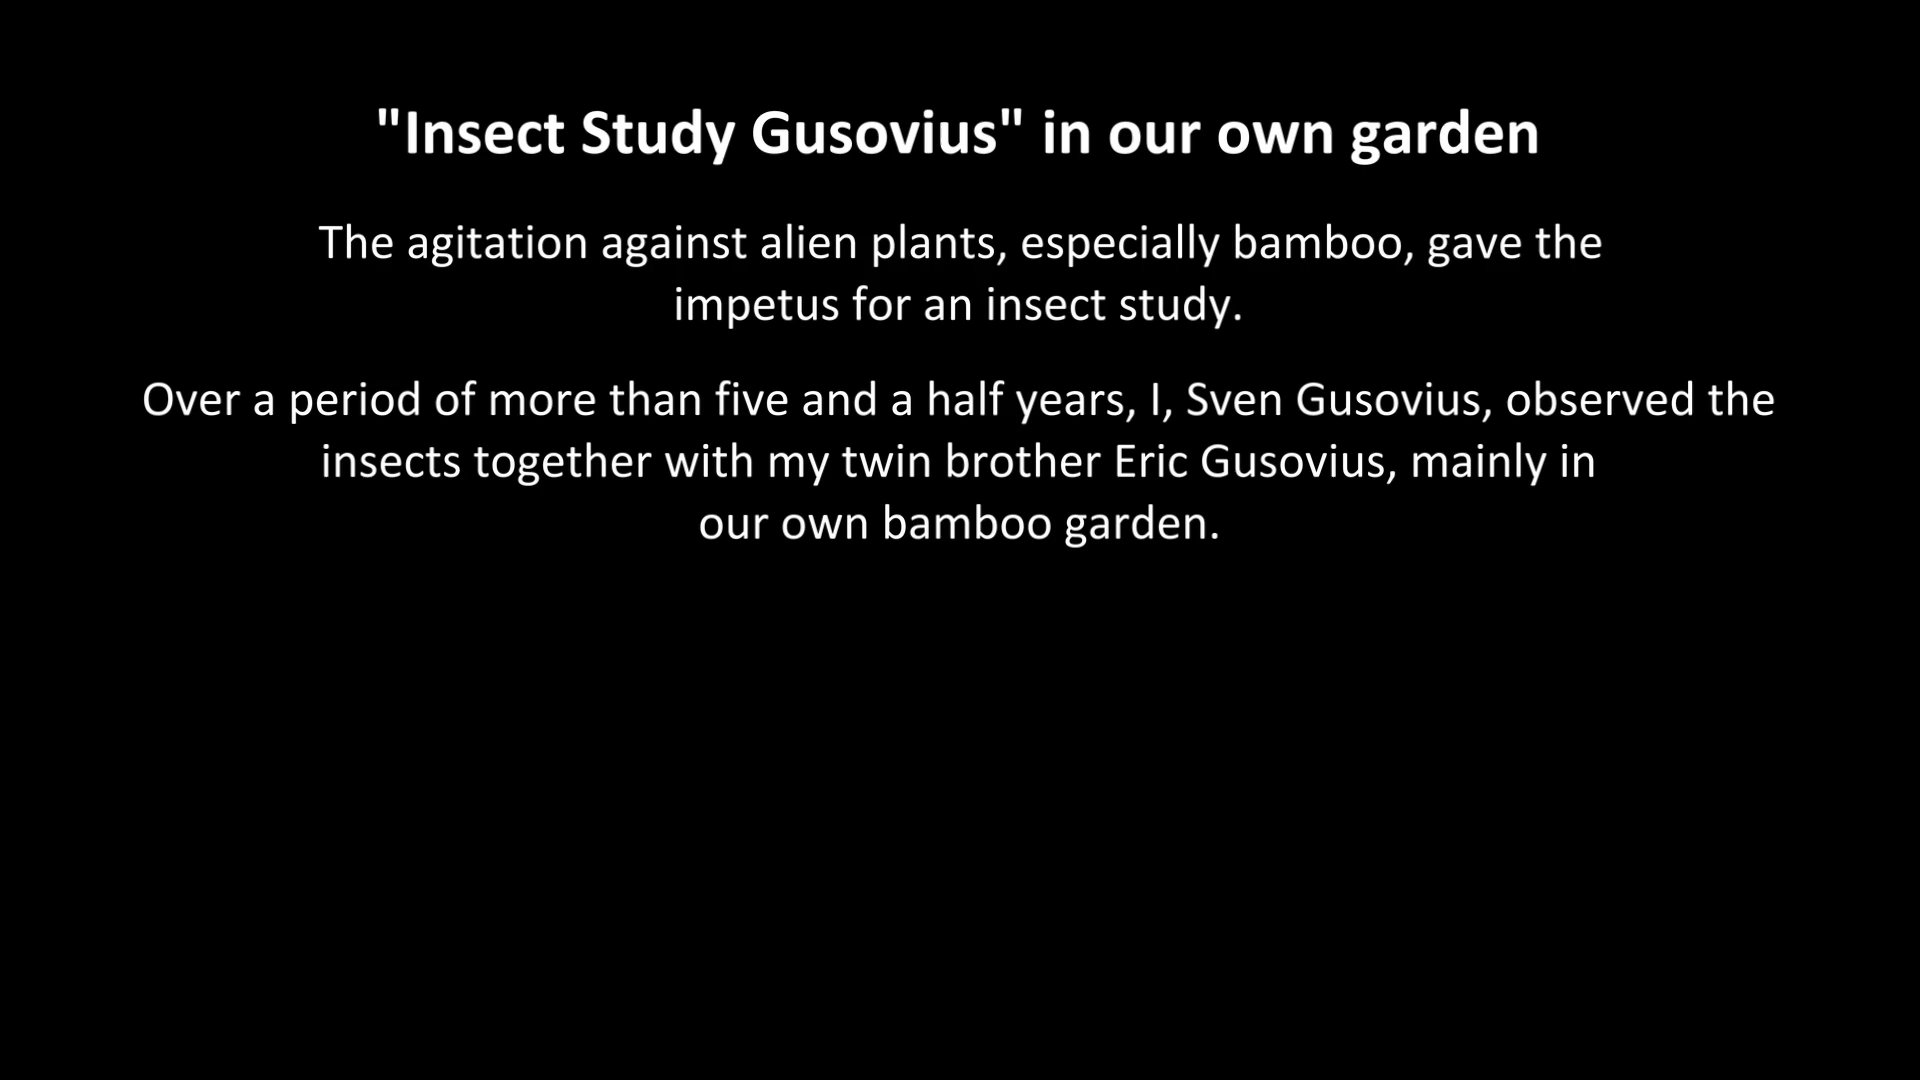 "Insect Study Gusovius" in our own garden
The agitation against alien plants, especially bamboo, gave the
impetus for an insect study.
Over a period of more than five and a half years, I, Sven Gusovius, observed the
insects together with my twin brother Eric Gusovius, mainly in
our own bamboo garden.